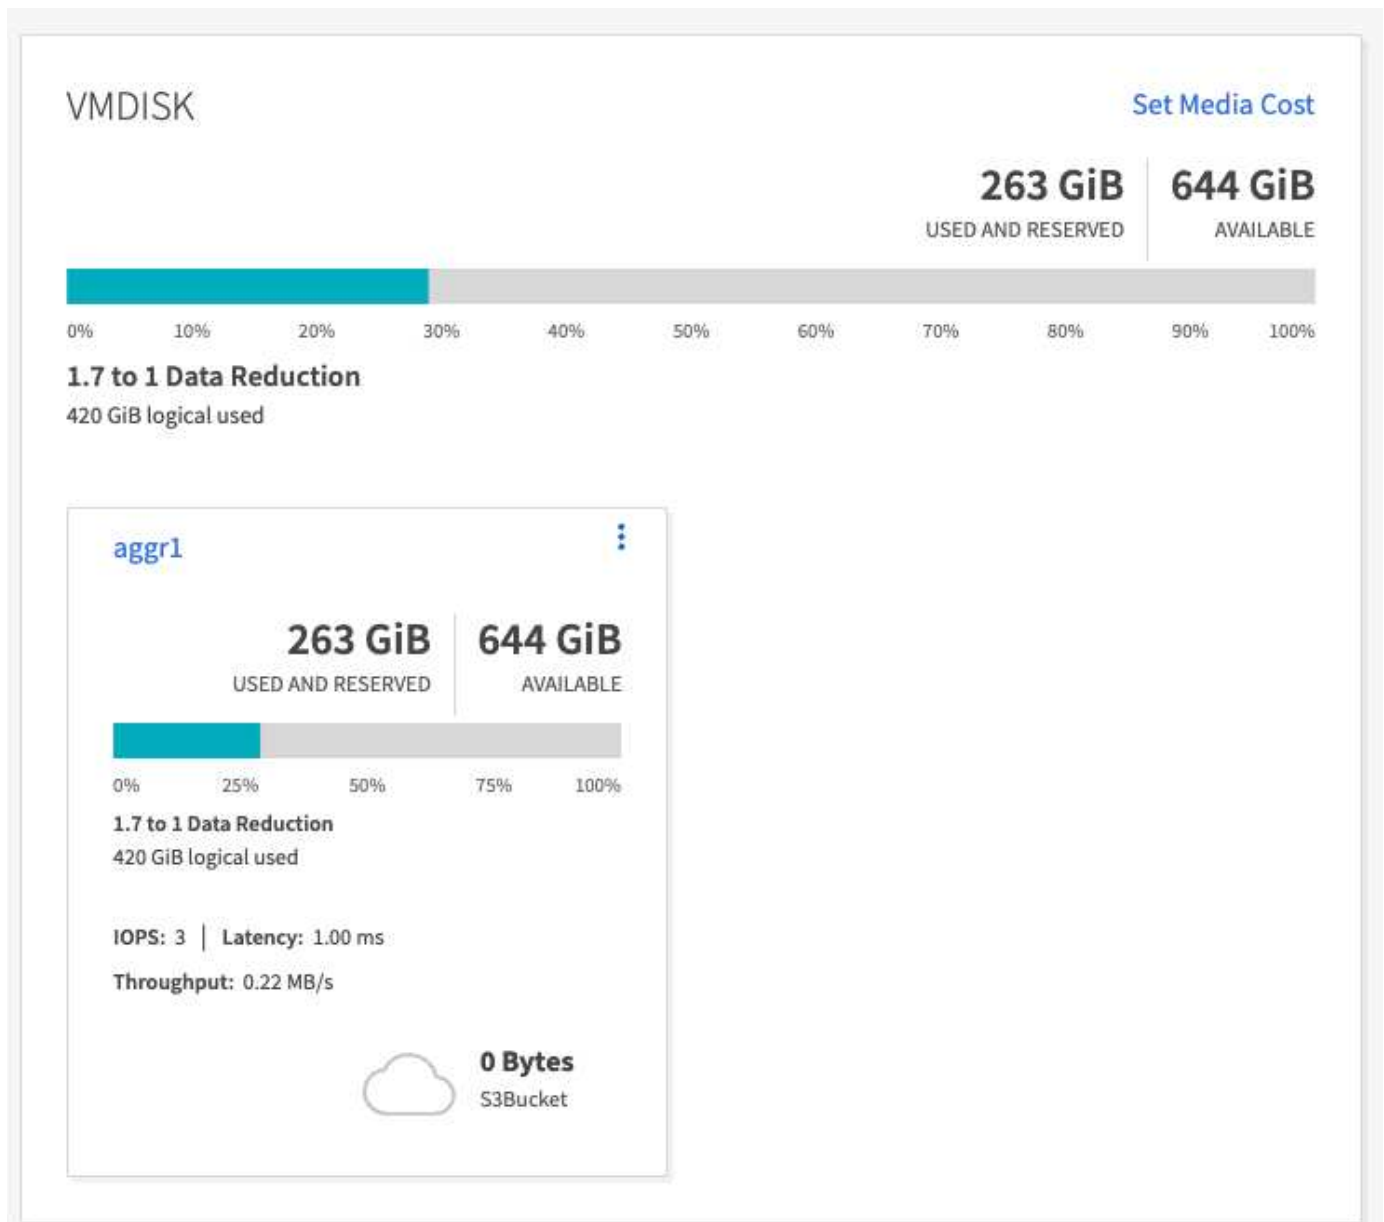 VMDISK
Set Media Cost
263 GiB 644 GiB
USED AND RESERVED AVAILABLE
0% 10% 20% 30% 40% 50% 60% 70% 80% 90% 100%
1.7 to 1 Data Reduction
420 GiB logical used
aggr1
263 GiB 644 GiB
USED AND RESERVED AVAILABLE
0% 25% 50% 75% 100%
1.7 to 1 Data Reduction
420 GiB logical used
IOPS: 3 | Latency: 1.00 ms
Throughput: 0.22 MB/s
0 Bytes
S3Bucket